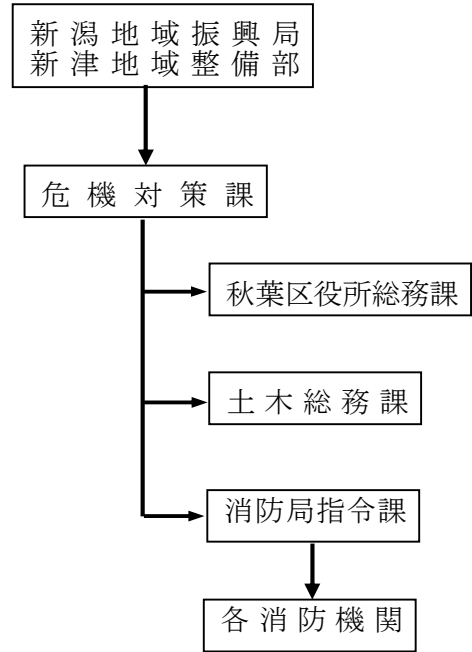 新潟地域振興局
新津地域整備部
危機対策課
秋葉区役所総務課
土木総務課
消防局指令課
各消防機関